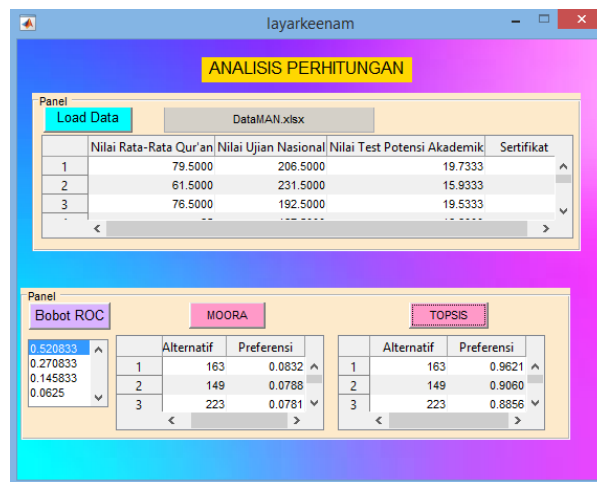 layarkeenam
ANALISIS PERHITUNGAN
Panel
Load Data DataMAN.xlsx
Nilai Rata-Rata Qur'an Nilai Ujian Nasional Nilai Test Potensi Akademik Sertifikat
1 79.5000 206.5000 19.7333
2 61.5000 231.5000 15.9333
3 76.5000 192.5000 19.5333
Panel
Bobot ROC MOORA TOPSIS
0.520833
0.270833
0.145833
0.0625
Alternatif Preferensi
1 163 0.0832
2 149 0.0788
3 223 0.0781
Alternatif Preferensi
1 163 0.9621
2 149 0.9060
3 223 0.8856